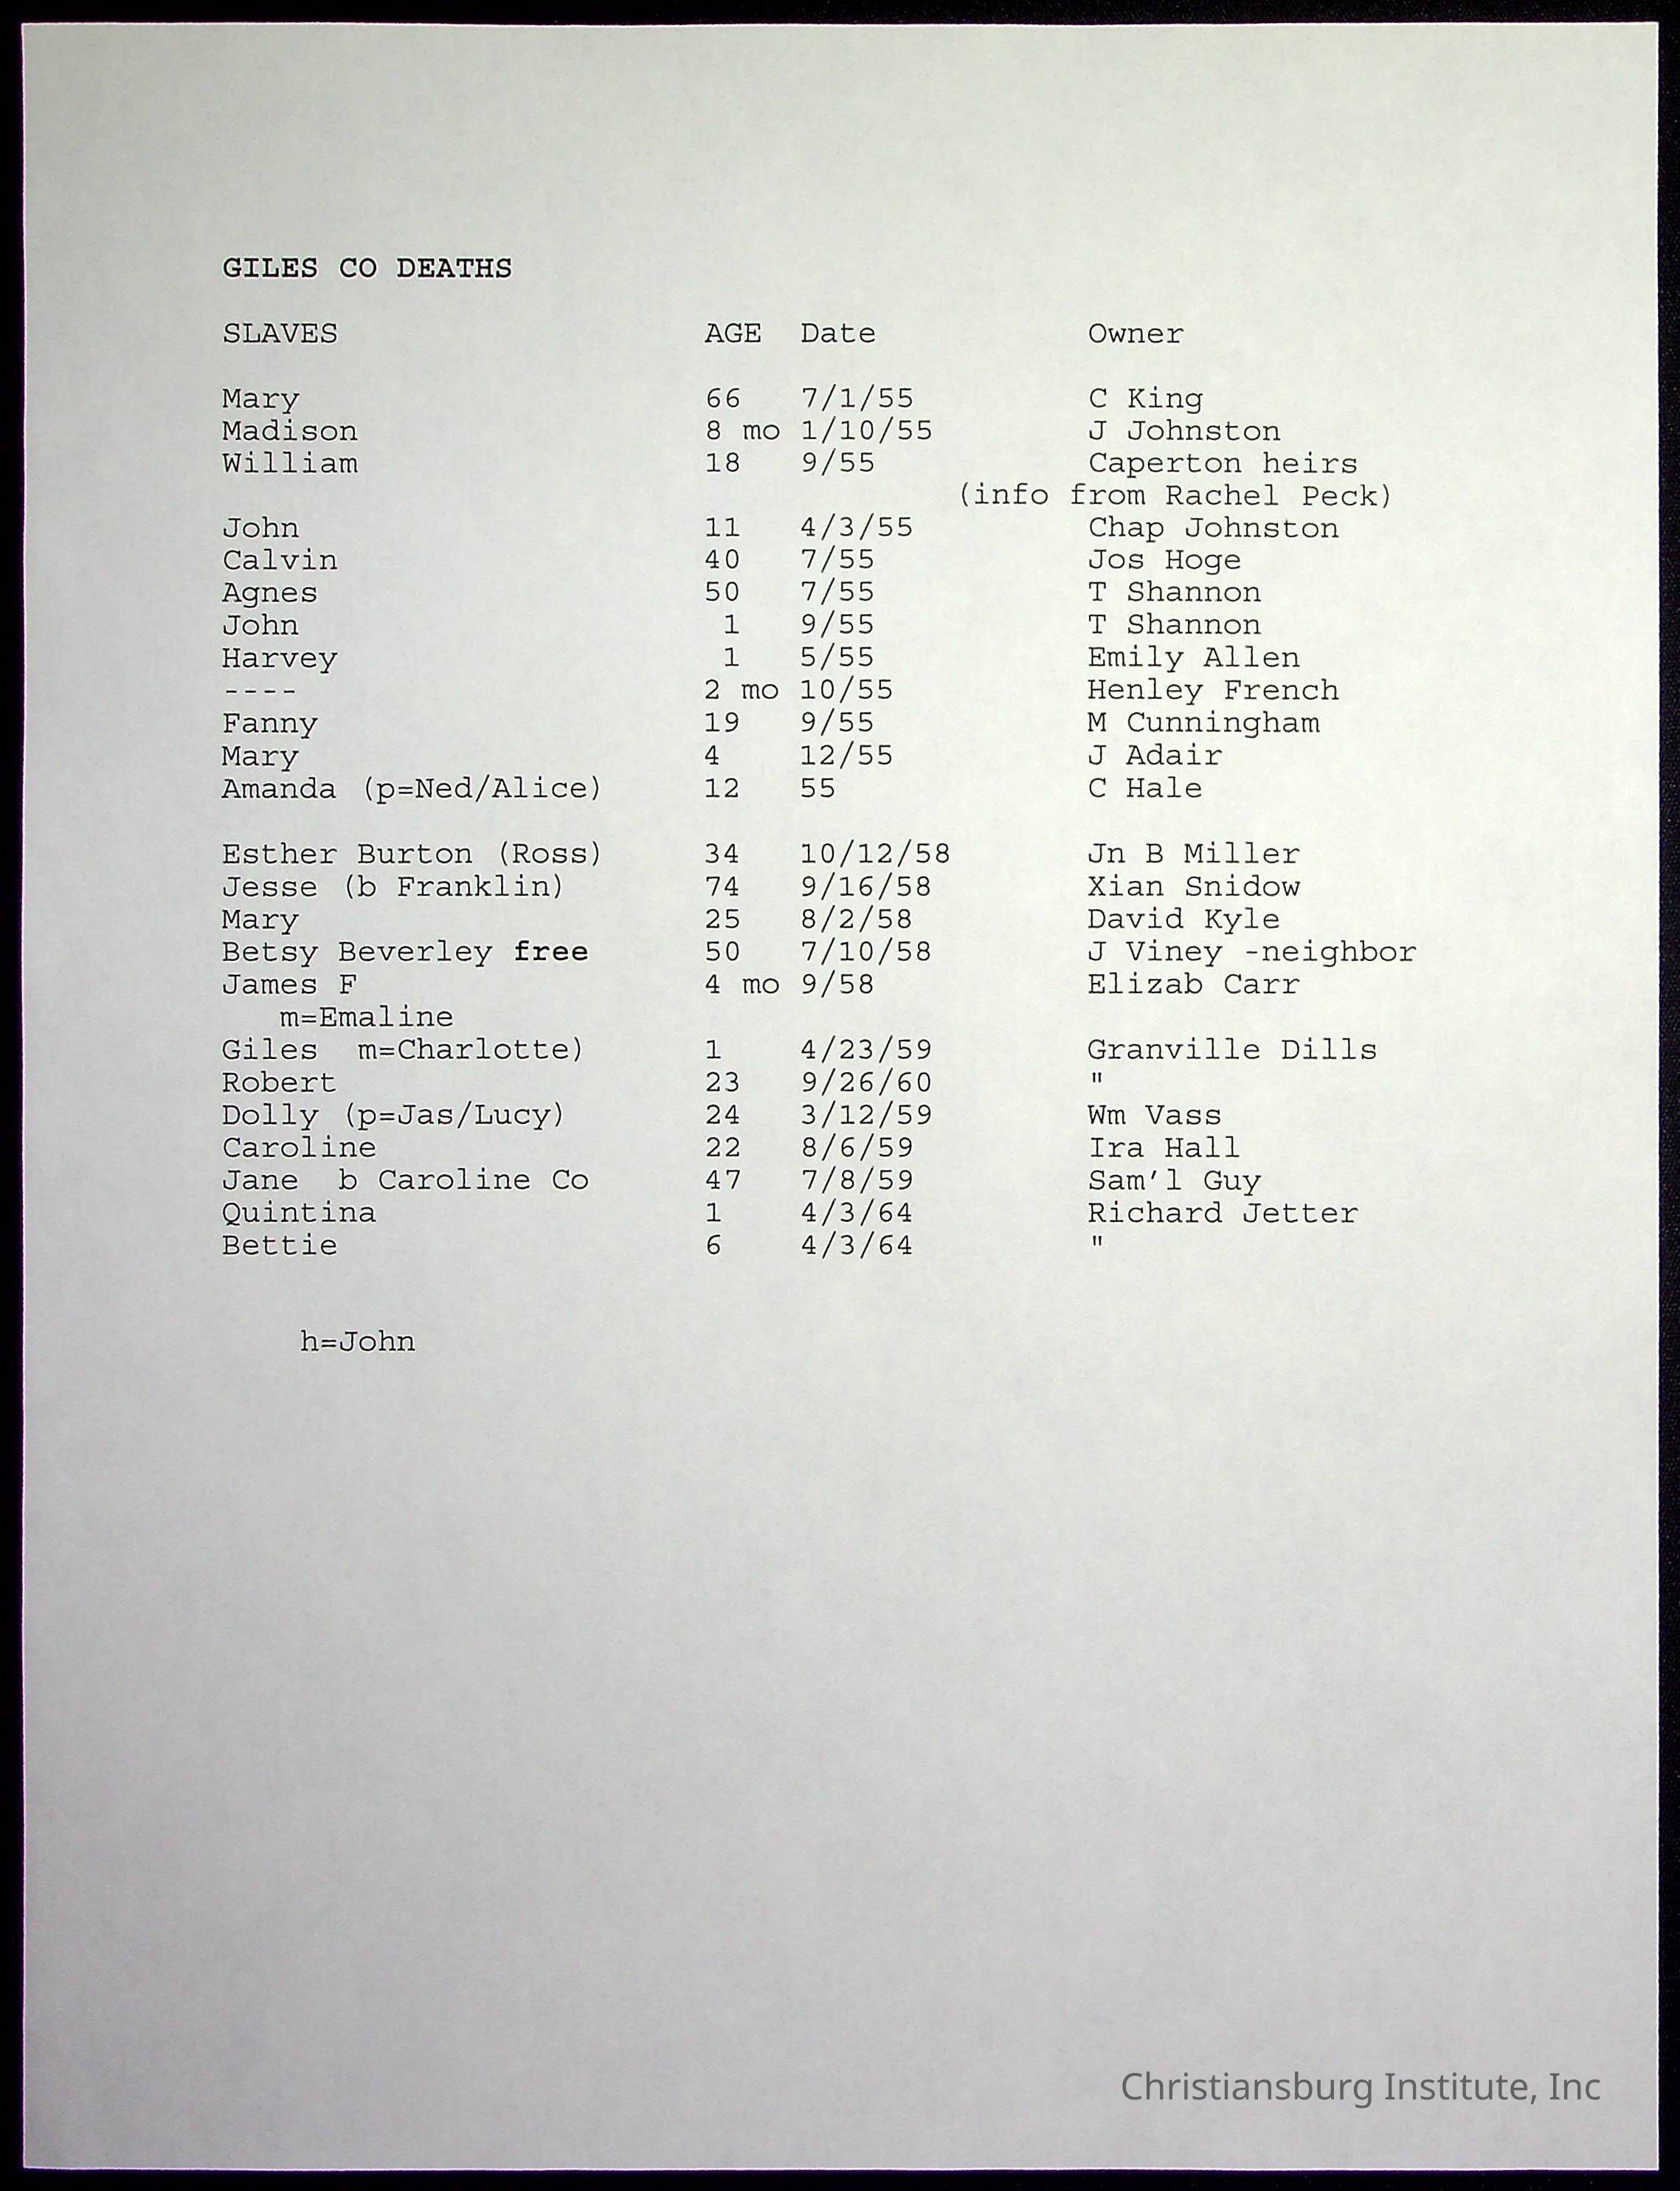 GILES CO DEATHS
SLAVES AGE Date Owner
Mary 66 7/1/55 C King
Madison 8 mo 1/10/55 J Johnston
William 18 9/55 Caperton heirs
(info from Rachel Peck)
John 11 4/3/55 Chap Johnston
Calvin 40 7/55 Jos Hoge
Agnes 50 7/55 T Shannon
John 1 9/55 T Shannon
Harvey 1 5/55 Emily Allen
---- 2 mo 10/55 Henley French
Fanny 19 9/55 M Cunningham
Mary 4 12/55 J Adair
Amanda (p=Ned/Alice) 12 55 C Hale
Esther Burton (Ross) 34 10/12/58 Jn B Miller
Jesse (b Franklin) 74 9/16/58 Xian Snidow
Mary 25 8/2/58 David Kyle
Betsy Beverley free 50 7/10/58 J Viney -neighbor
James F 4 mo 9/58 Elizab Carr
m=Emaline
Giles m=Charlotte) 1 4/23/59 Granville Dills
Robert 23 9/26/60 "
Dolly (p=Jas/Lucy) 24 3/12/59 Wm Vass
Caroline 22 8/6/59 Ira Hall
Jane b Caroline Co 47 7/8/59 Sam'l Guy
Quintina 1 4/3/64 Richard Jetter
Bettie 6 4/3/64 "
h=John
Christiansburg Institute, Inc